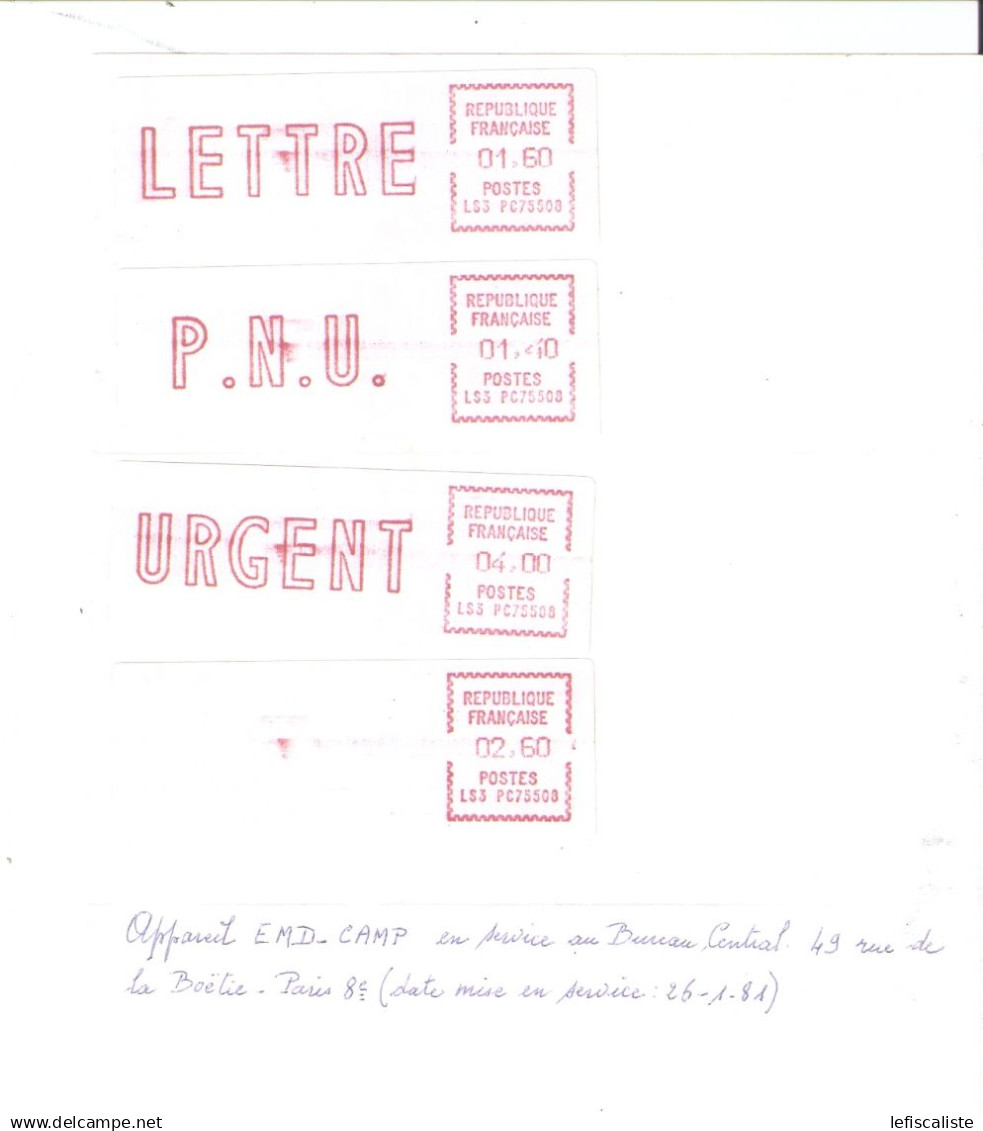 LETTRE
REPUBLIQUE
FRANÇAISE
01,60
POSTES
LS3 PC75508
P.N.U.
REPUBLIQUE
FRANÇAISE
01,40
POSTES
LS3 PC75508
URGENT
REPUBLIQUE
FRANÇAISE
04,00
POSTES
LS3 PC75508
REPUBLIQUE
FRANÇAISE
02,60
POSTES
LS3 PC75508
Appareil EMD-CAMP en service au Bureau Central. 49 rue de
la Boëtie - Paris 8e (date mise en service : 26-1-81)
delcampe.net
lefiscaliste